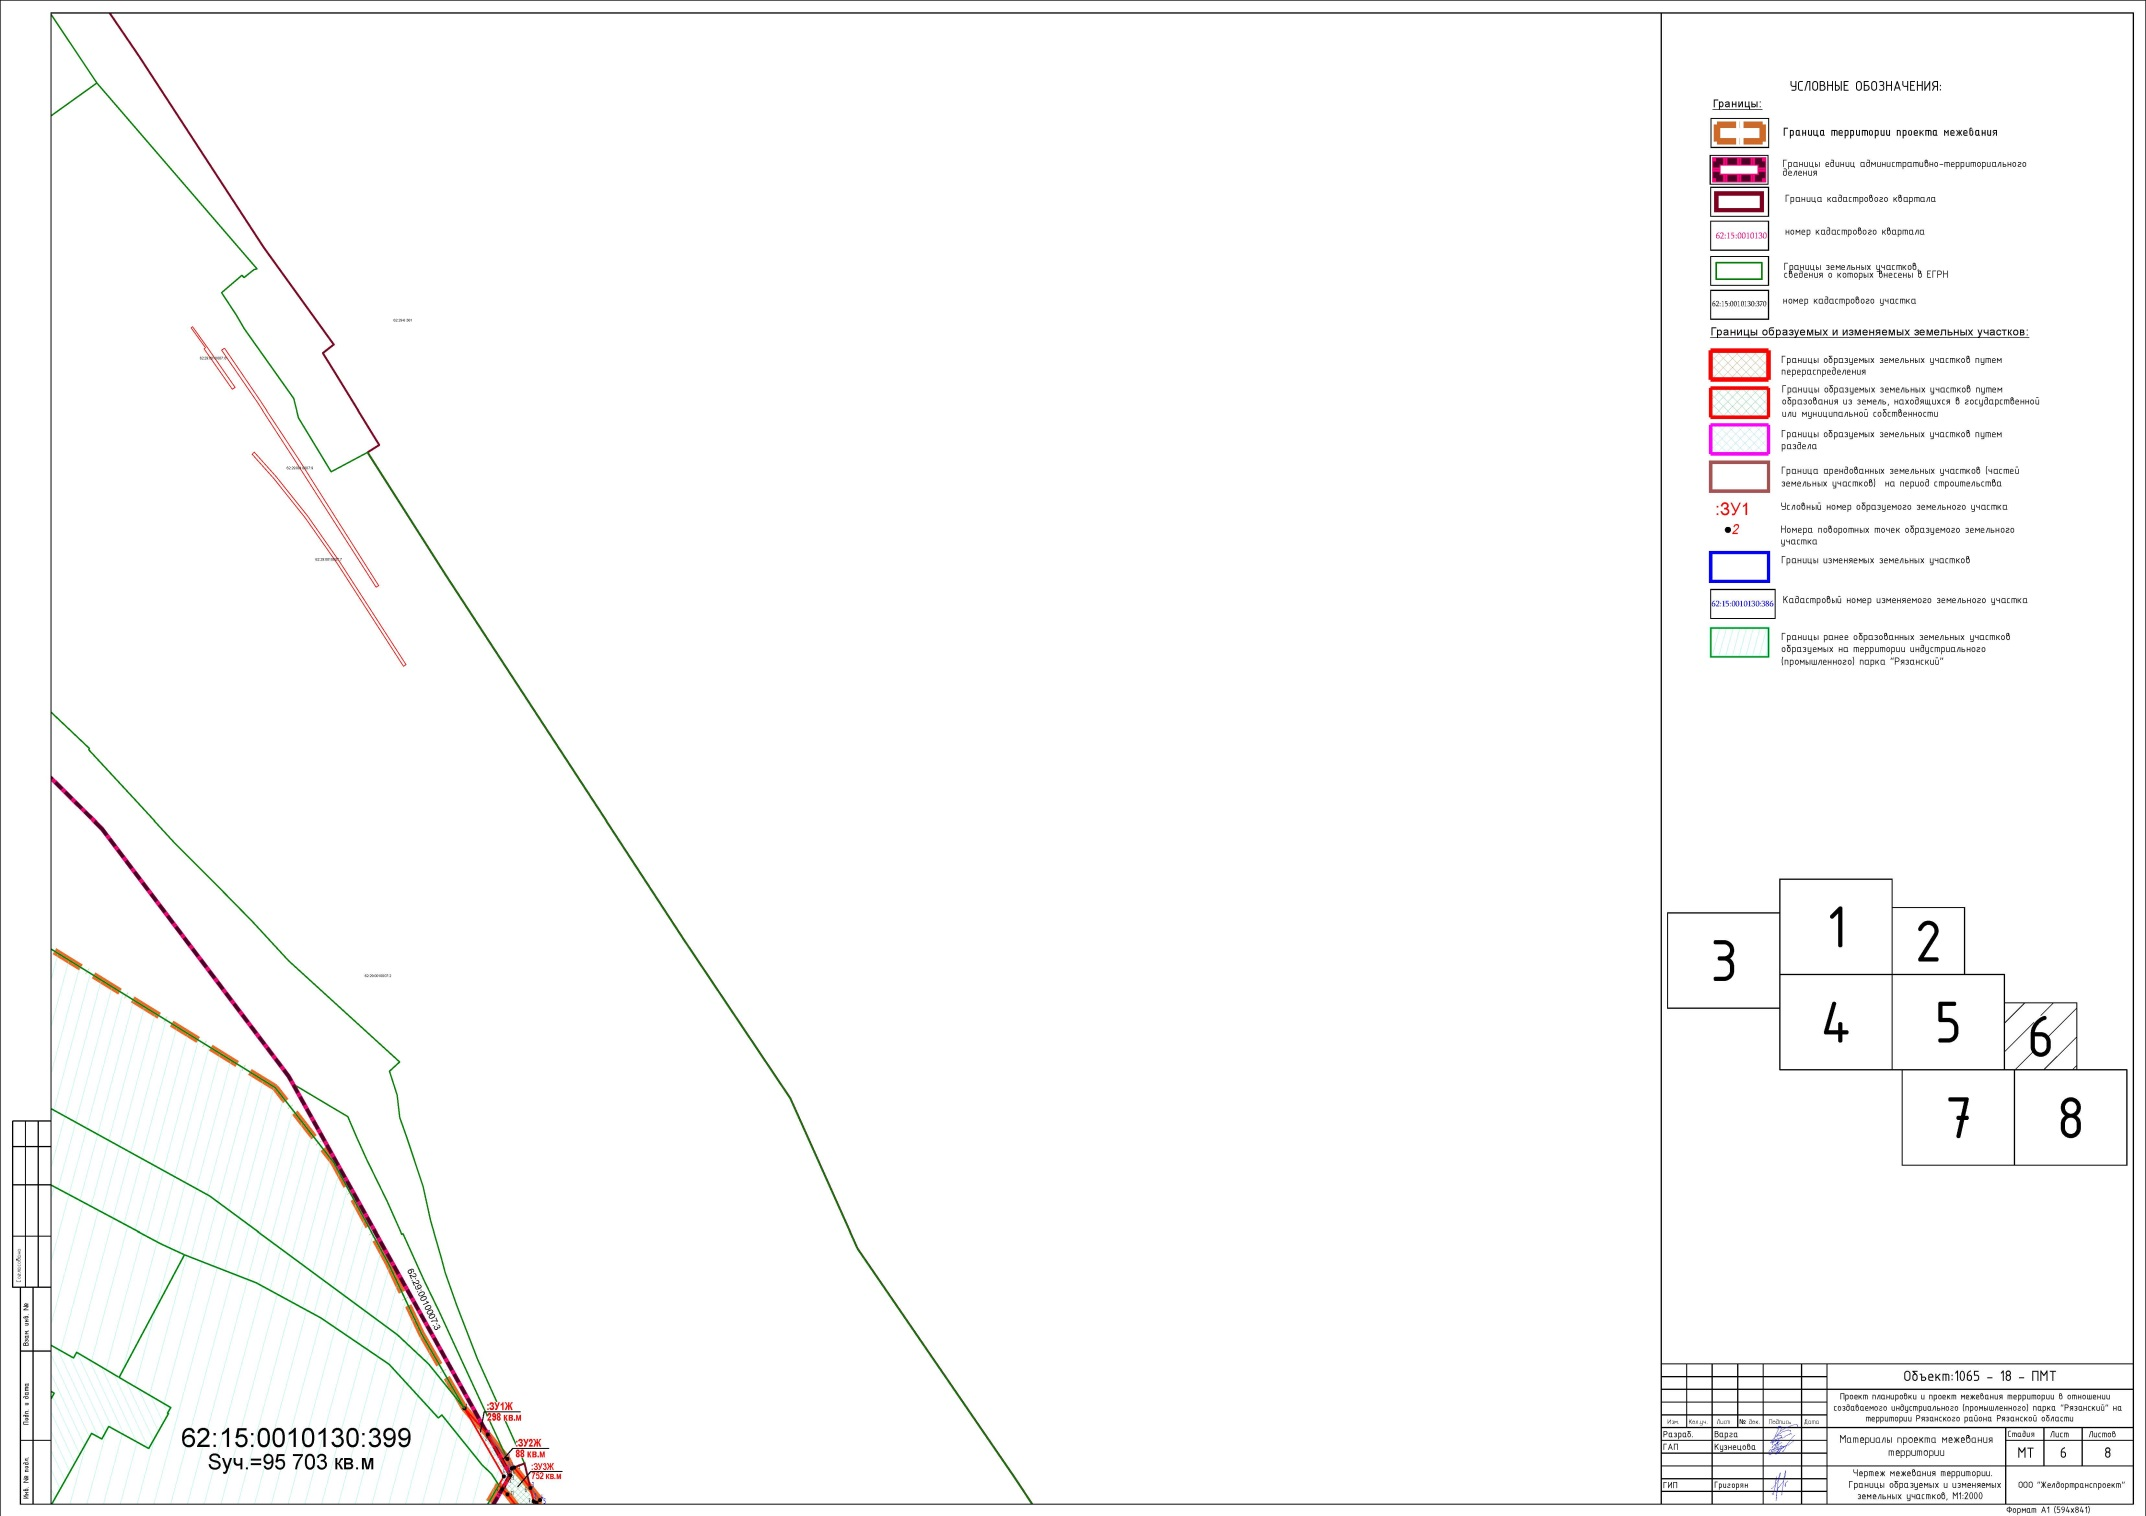 УСЛОВНЫЕ ОБОЗНАЧЕНИЯ:
Границы:
Граница территории проекта межевания
Границы единиц административно-территориального
деления
Граница кадастрового квартала
62:15:0010130
номер кадастрового квартала
Границы земельных участков,
сведения о которых внесены в ЕГРН
62:15:0010130:370
номер кадастрового участка
Границы образуемых и изменяемых земельных участков:
Границы образуемых земельных участков путем
перераспределения
Границы образуемых земельных участков путем
образования из земель, находящихся в государственной
или муниципальной собственности
Границы образуемых земельных участков путем
раздела
Граница арендованных земельных участков (частей
земельных участков) на период строительства
:ЗУ1
Условный номер образуемого земельного участка
2
Номера поворотных точек образуемого земельного
участка
Границы изменяемых земельных участков
62:15:0010130:386
Кадастровый номер изменяемого земельного участка
Границы ранее образованных земельных участков
образуемых на территории индустриального
(промышленного) парка "Рязанский"
1
2
3
4
5
6
7
8
62:29:0010007:3
:ЗУ1Ж
298 кв.м
:ЗУ2Ж
88 кв.м
:ЗУ3Ж
752 кв.м
62:15:0010130:399
Sуч.=95 703 кв.м
Согласовано
Взам. инв. №
Подп. и дата
Инв. № подл.
Объект:1065 - 18 - ПМТ
Проект планировки и проект межевания территории в отношении
создаваемого индустриального (промышленного) парка "Рязанский" на
территории Рязанского района Рязанской области
Изм. Кол.уч. Лист № док. Подпись Дата
Разраб. Варга
ГАП Кузнецова
ГИП Григорян
Материалы проекта межевания
территории
Стадия Лист Листов
МТ 6 8
Чертеж межевания территории.
Границы образуемых и изменяемых
земельных участков, М1:2000
ООО "Желдортранспроект"
Формат А1 (594х841)